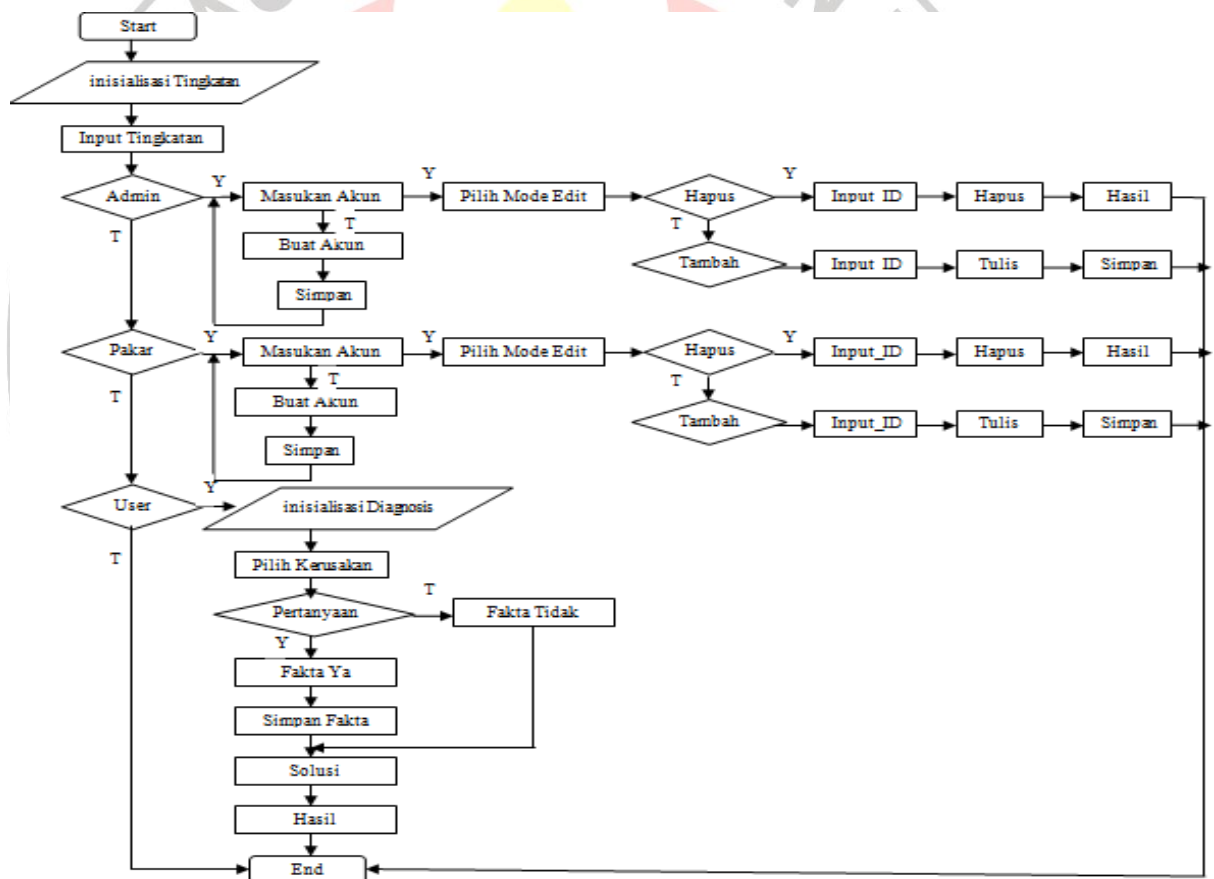 Start
inisialisasi Tingkatan
Input Tingkatan
Admin
Y
Masukan Akun
Y
Pilih Mode Edit
Hapus
Y
Input ID
Hapus
Hasil
T
T
Buat Akun
T
Tambah
Input ID
Tulis
Simpan
Simpan
Pakar
Y
Masukan Akun
Y
Pilih Mode Edit
Hapus
Y
Input_ID
Hapus
Hasil
T
T
Buat Akun
T
Tambah
Input_ID
Tulis
Simpan
Simpan
User
Y
inisialisasi Diagnosis
T
Pilih Kerusakan
Pertanyaan
T
Fakta Tidak
Y
Fakta Ya
Simpan Fakta
Solusi
Hasil
End